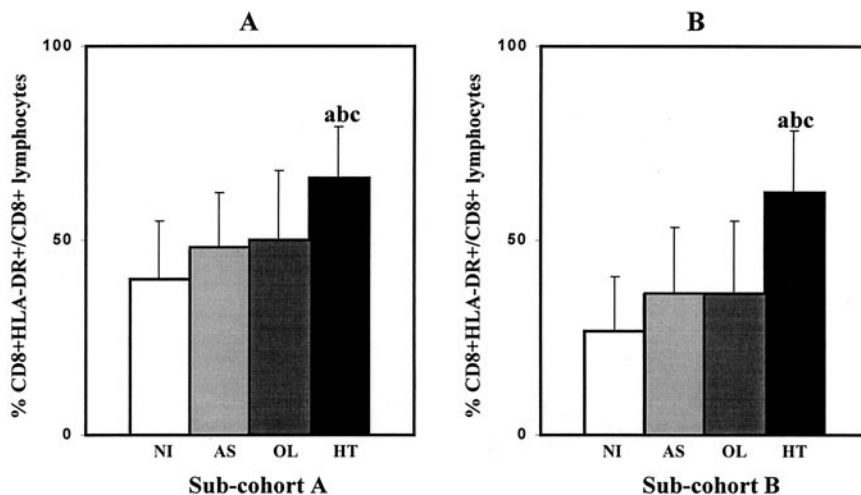 A
% CD8+HLA-DR+/CD8+ lymphocytes
100
50
0
abc
NI AS OL HT
Sub-cohort A
B
% CD8+HLA-DR+/CD8+ lymphocytes
100
50
0
abc
NI AS OL HT
Sub-cohort B